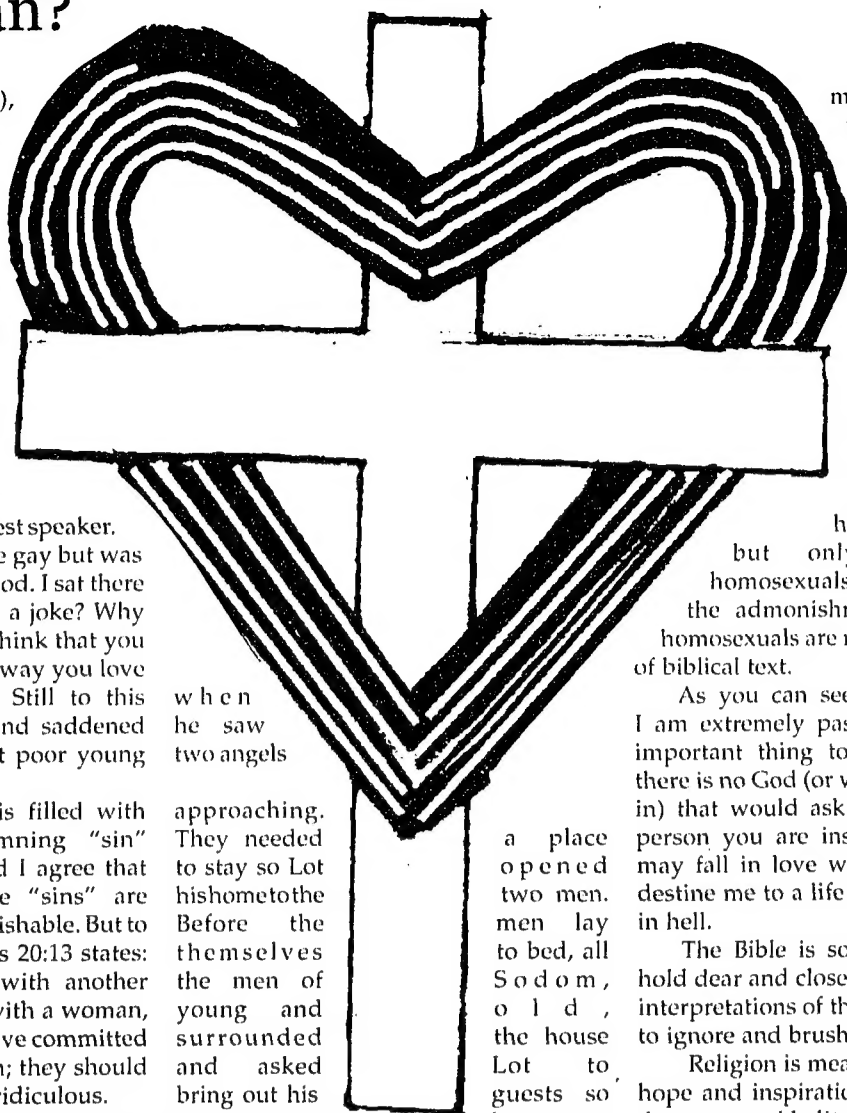 an?
),
est speaker.
e gay but was
od. I sat there
a joke? Why
hink that you
way you love
Still to this
nd saddened
t poor young
is filled with
mning "sin"
d I agree that
e "sins" are
ishable. But to
s 20:13 states:
with another
vith a woman,
ve committed
n; they should
ridiculous.
when
he saw
two angels
approaching.
They needed a place
to stay so Lot opened
hishometothe two men.
Before the men lay
themselves to bed, all
the men of Sodom,
young and old,
surrounded the house
and asked Lot to
bring out his guests so
m
h
but only
homosexuals
the admonishm
homosexuals are n
of biblical text.
As you can see
I am extremely pas
important thing to
there is no God (or w
in) that would ask
person you are ins
may fall in love w
destine me to a life
in hell.
The Bible is so
hold dear and close
interpretations of th
to ignore and brush
Religion is mea
hope and inspiratio